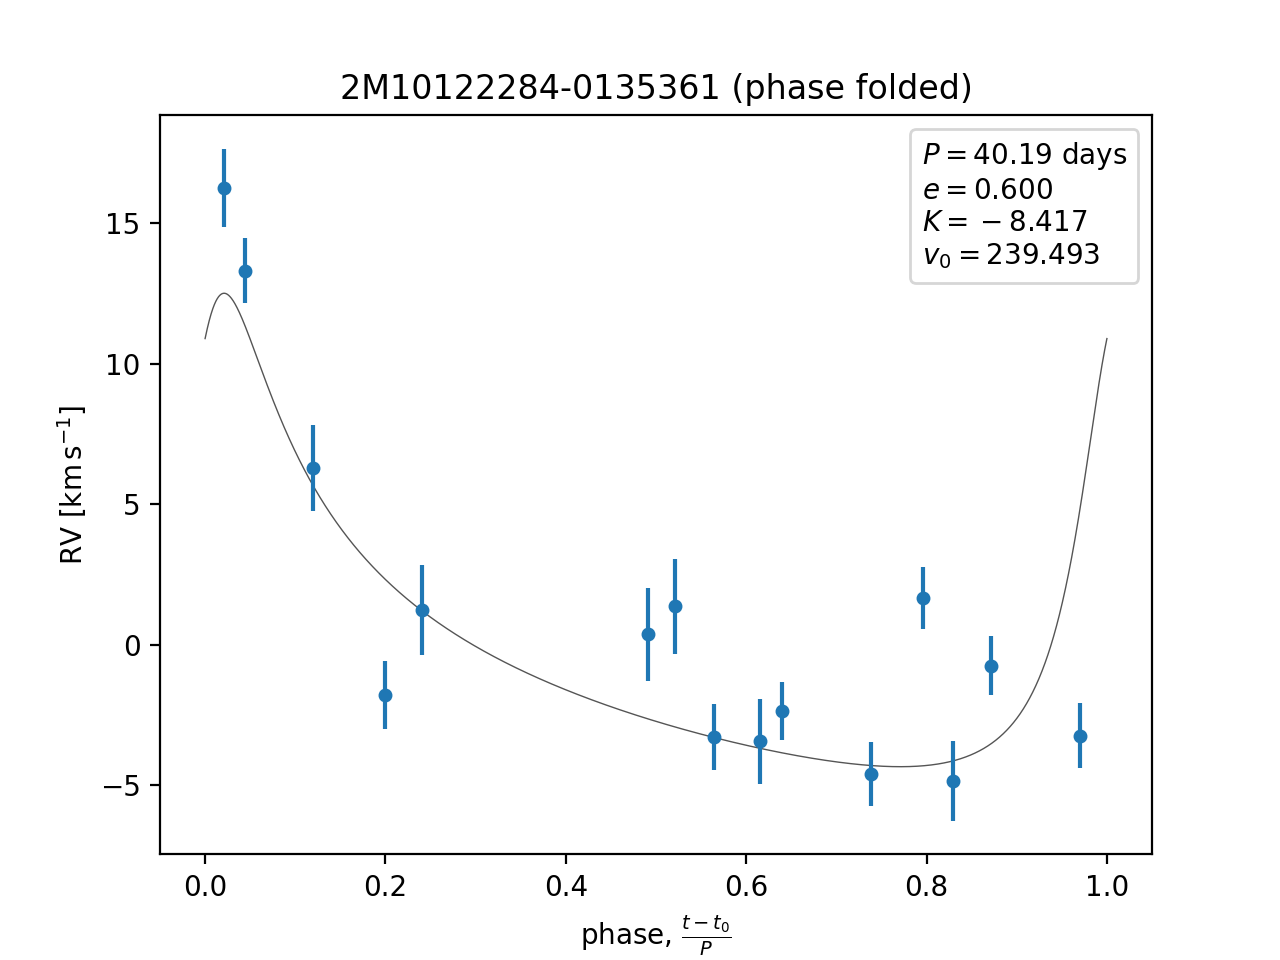 2M10122284-0135361 (phase folded)
P = 40.19 days
e = 0.600
K = − 8.417
v₀ = 239.493
RV [km s⁻¹]
15
10
5
0
−5
0.0 0.2 0.4 0.6 0.8 1.0
phase, (t − t₀)/P